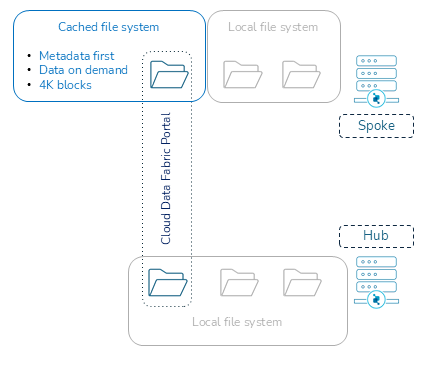 Cached file system
Local file system
• Metadata first
• Data on demand
• 4K blocks
Spoke
Cloud Data Fabric Portal
Hub
Local file system